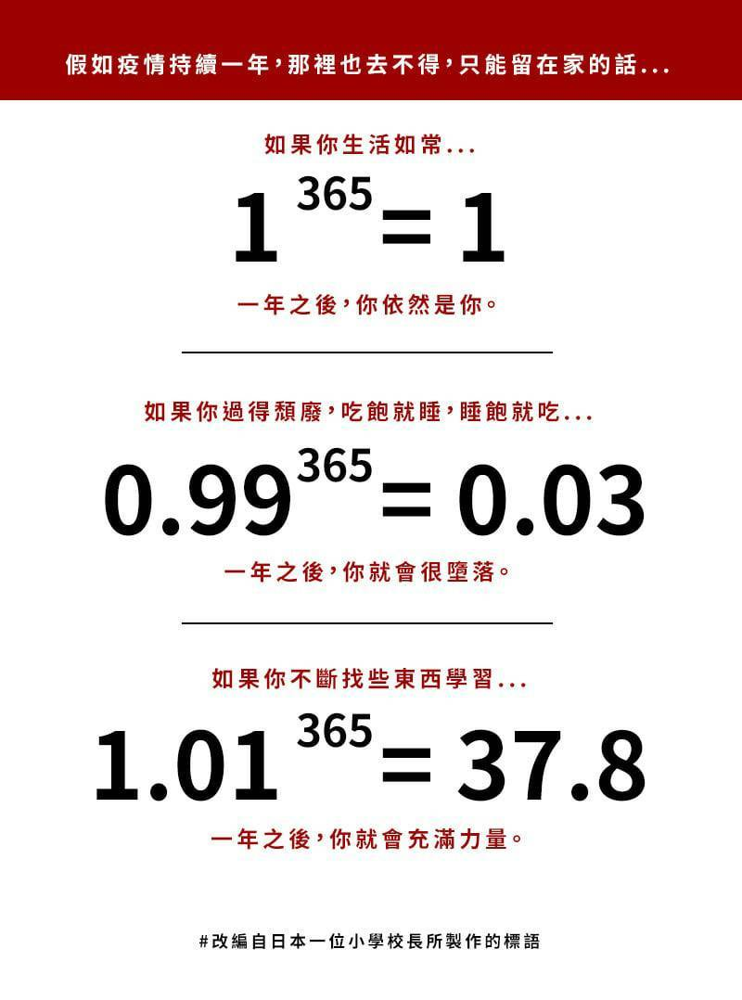 假如疫情持續一年，那裡也去不得，只能留在家的話...
如果你生活如常...
1 365 = 1
一年之後，你依然是你。
如果你過得頹廢，吃飽就睡，睡飽就吃...
0.99 365 = 0.03
一年之後，你就會很墮落。
如果你不斷找些東西學習...
1.01 365 = 37.8
一年之後，你就會充滿力量。
#改編自日本一位小學校長所製作的標語